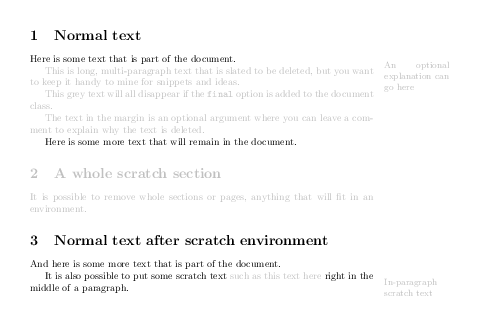 1 Normal text
Here is some text that is part of the document.
This is long, multi-paragraph text that is slated to be deleted, but you want
to keep it handy to mine for snippets and ideas.
This grey text will all disappear if the final option is added to the document
class.
The text in the margin is an optional argument where you can leave a com-
ment to explain why the text is deleted.
Here is some more text that will remain in the document.
An optional
explanation can
go here
2 A whole scratch section
It is possible to remove whole sections or pages, anything that will fit in an
environment.
3 Normal text after scratch environment
And here is some more text that is part of the document.
It is also possible to put some scratch text such as this text here right in the
middle of a paragraph.
In-paragraph
scratch text